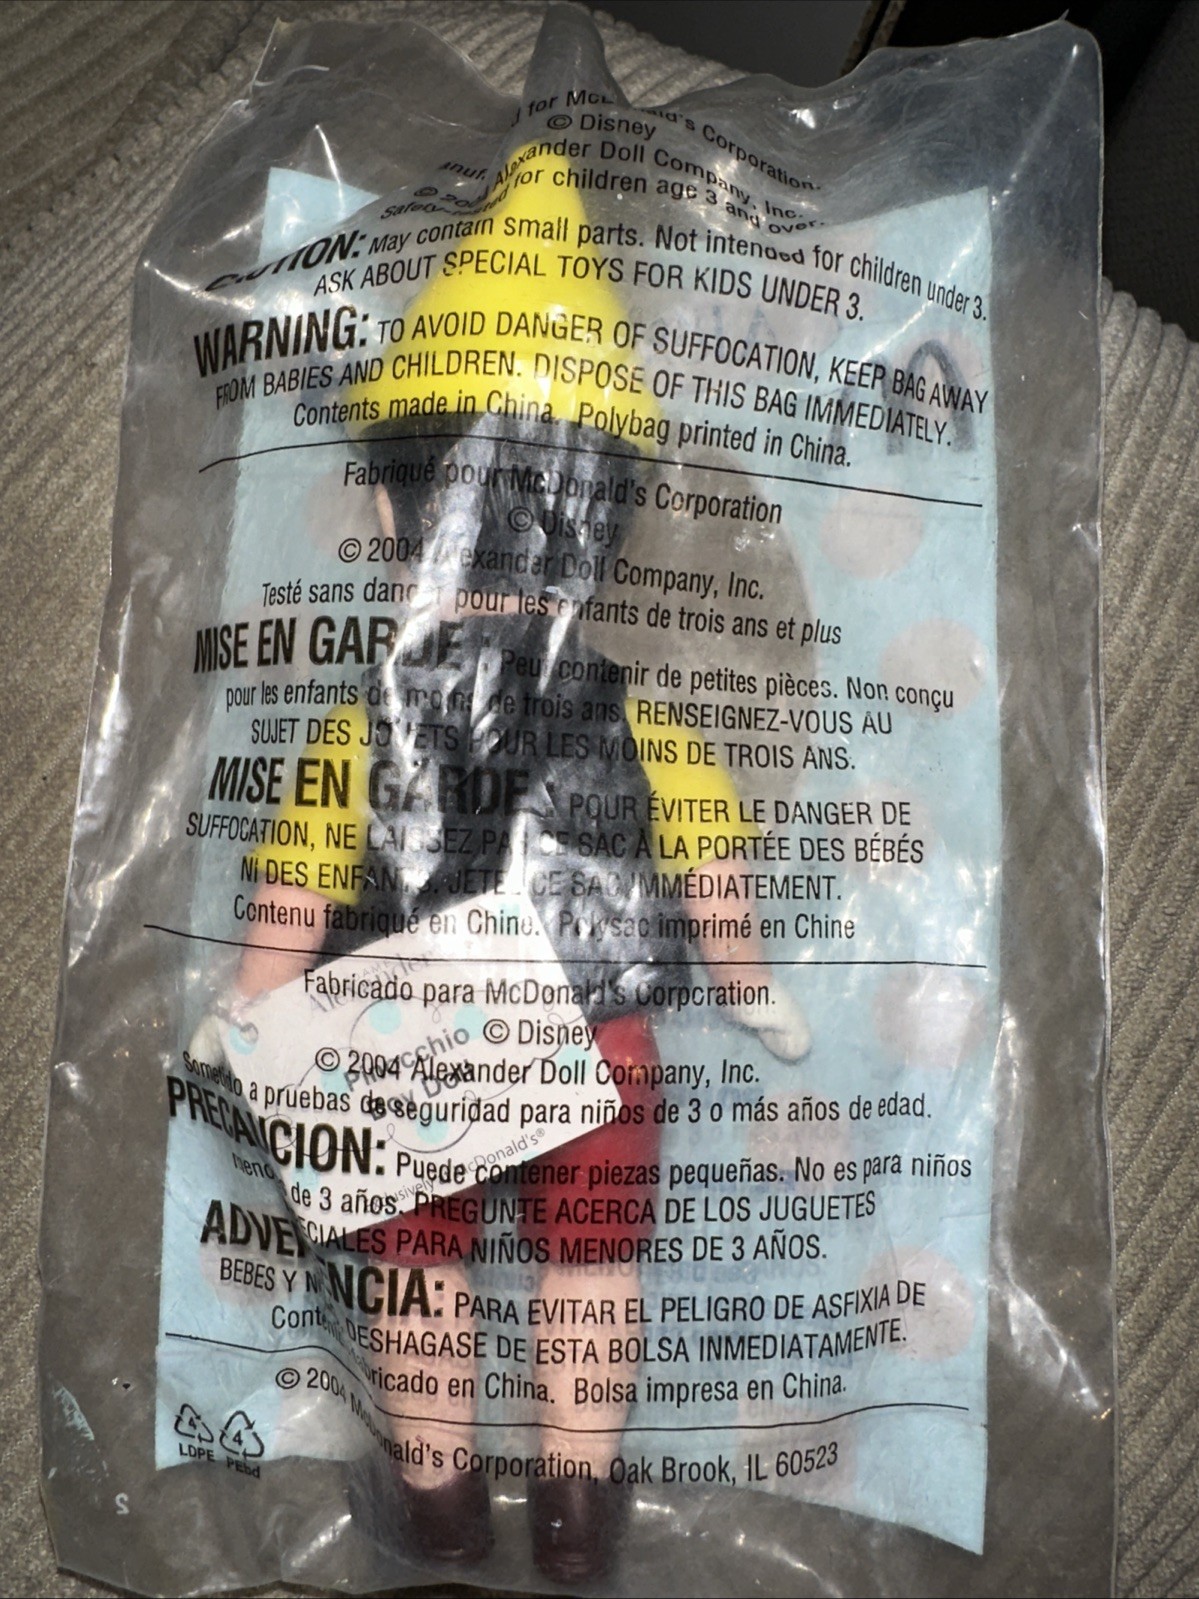 for McDonald's Corporation.
© Disney
Alexander Doll Company, Inc.
for children age 3 and over.
May contain small parts. Not intended for children under 3.
ASK ABOUT SPECIAL TOYS FOR KIDS UNDER 3.
WARNING: TO AVOID DANGER OF SUFFOCATION, KEEP BAG AWAY
FROM BABIES AND CHILDREN. DISPOSE OF THIS BAG IMMEDIATELY.
Contents made in China. Polybag printed in China.
Fabriqué pour McDonald's Corporation
© Disney
© 2004 Alexander Doll Company, Inc.
Testé sans danger pour les enfants de trois ans et plus
MISE EN GARDE : Peut contenir de petites pièces. Non conçu
pour les enfants de moins de trois ans. RENSEIGNEZ-VOUS AU
SUJET DES JOUETS POUR LES MOINS DE TROIS ANS.
MISE EN GARDE : POUR ÉVITER LE DANGER DE
SUFFOCATION, NE LAISSEZ PAS CE SAC À LA PORTÉE DES BÉBÉS
NI DES ENFANTS. JETEZ CE SAC IMMÉDIATEMENT.
Contenu fabriqué en Chine. Polysac imprimé en Chine
Fabricado para McDonald's Corporation.
© Disney
© 2004 Alexander Doll Company, Inc.
Sometido a pruebas de seguridad para niños de 3 o más años de edad.
PRECAUCION: Puede contener piezas pequeñas. No es para niños
de 3 años. PREGUNTE ACERCA DE LOS JUGUETES
CIALES PARA NIÑOS MENORES DE 3 AÑOS.
PARA EVITAR EL PELIGRO DE ASFIXIA DE
BEBES Y DESHAGASE DE ESTA BOLSA INMEDIATAMENTE.
en China. Bolsa impresa en China.
© 2004 McDonald's Corporation, Oak Brook, IL 60523
4 4
LDPE PEbd
Pinocchio
Boy Doll
McDonald's®
2